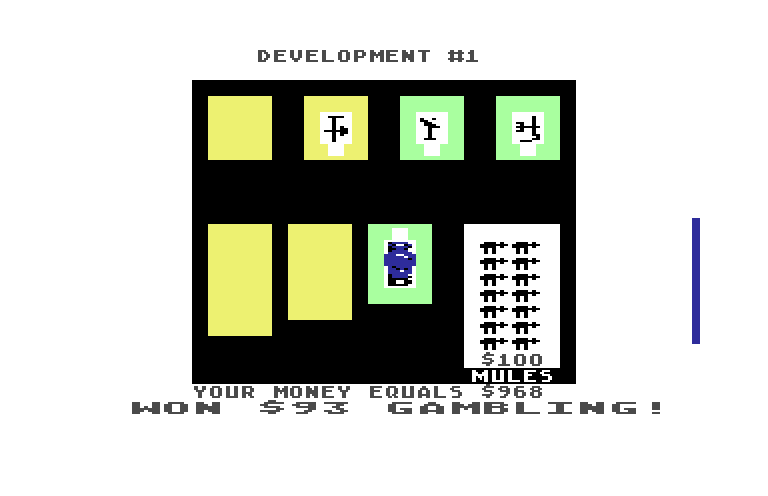 DEVELOPMENT #1
$100
MULES
YOUR MONEY EQUALS $968
WON $93 GAMBLING!